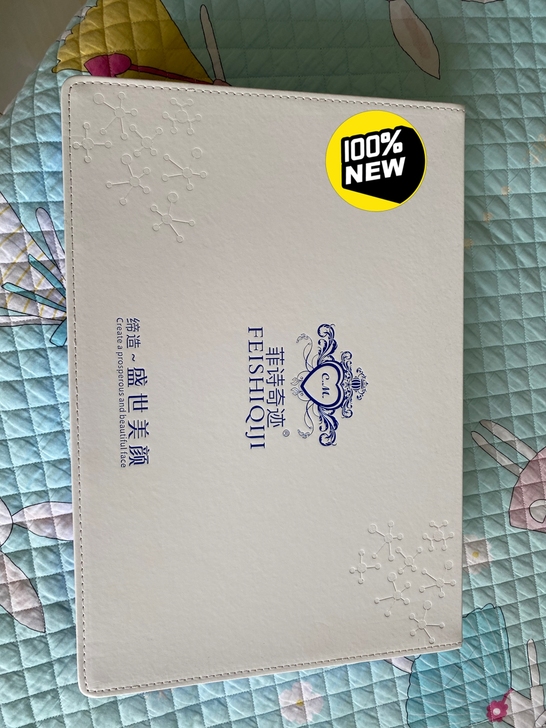 100%
NEW
C.M.
菲诗奇迹®
FEISHIQIJI
缔造~盛世美颜
Create a prosperous and beautiful face